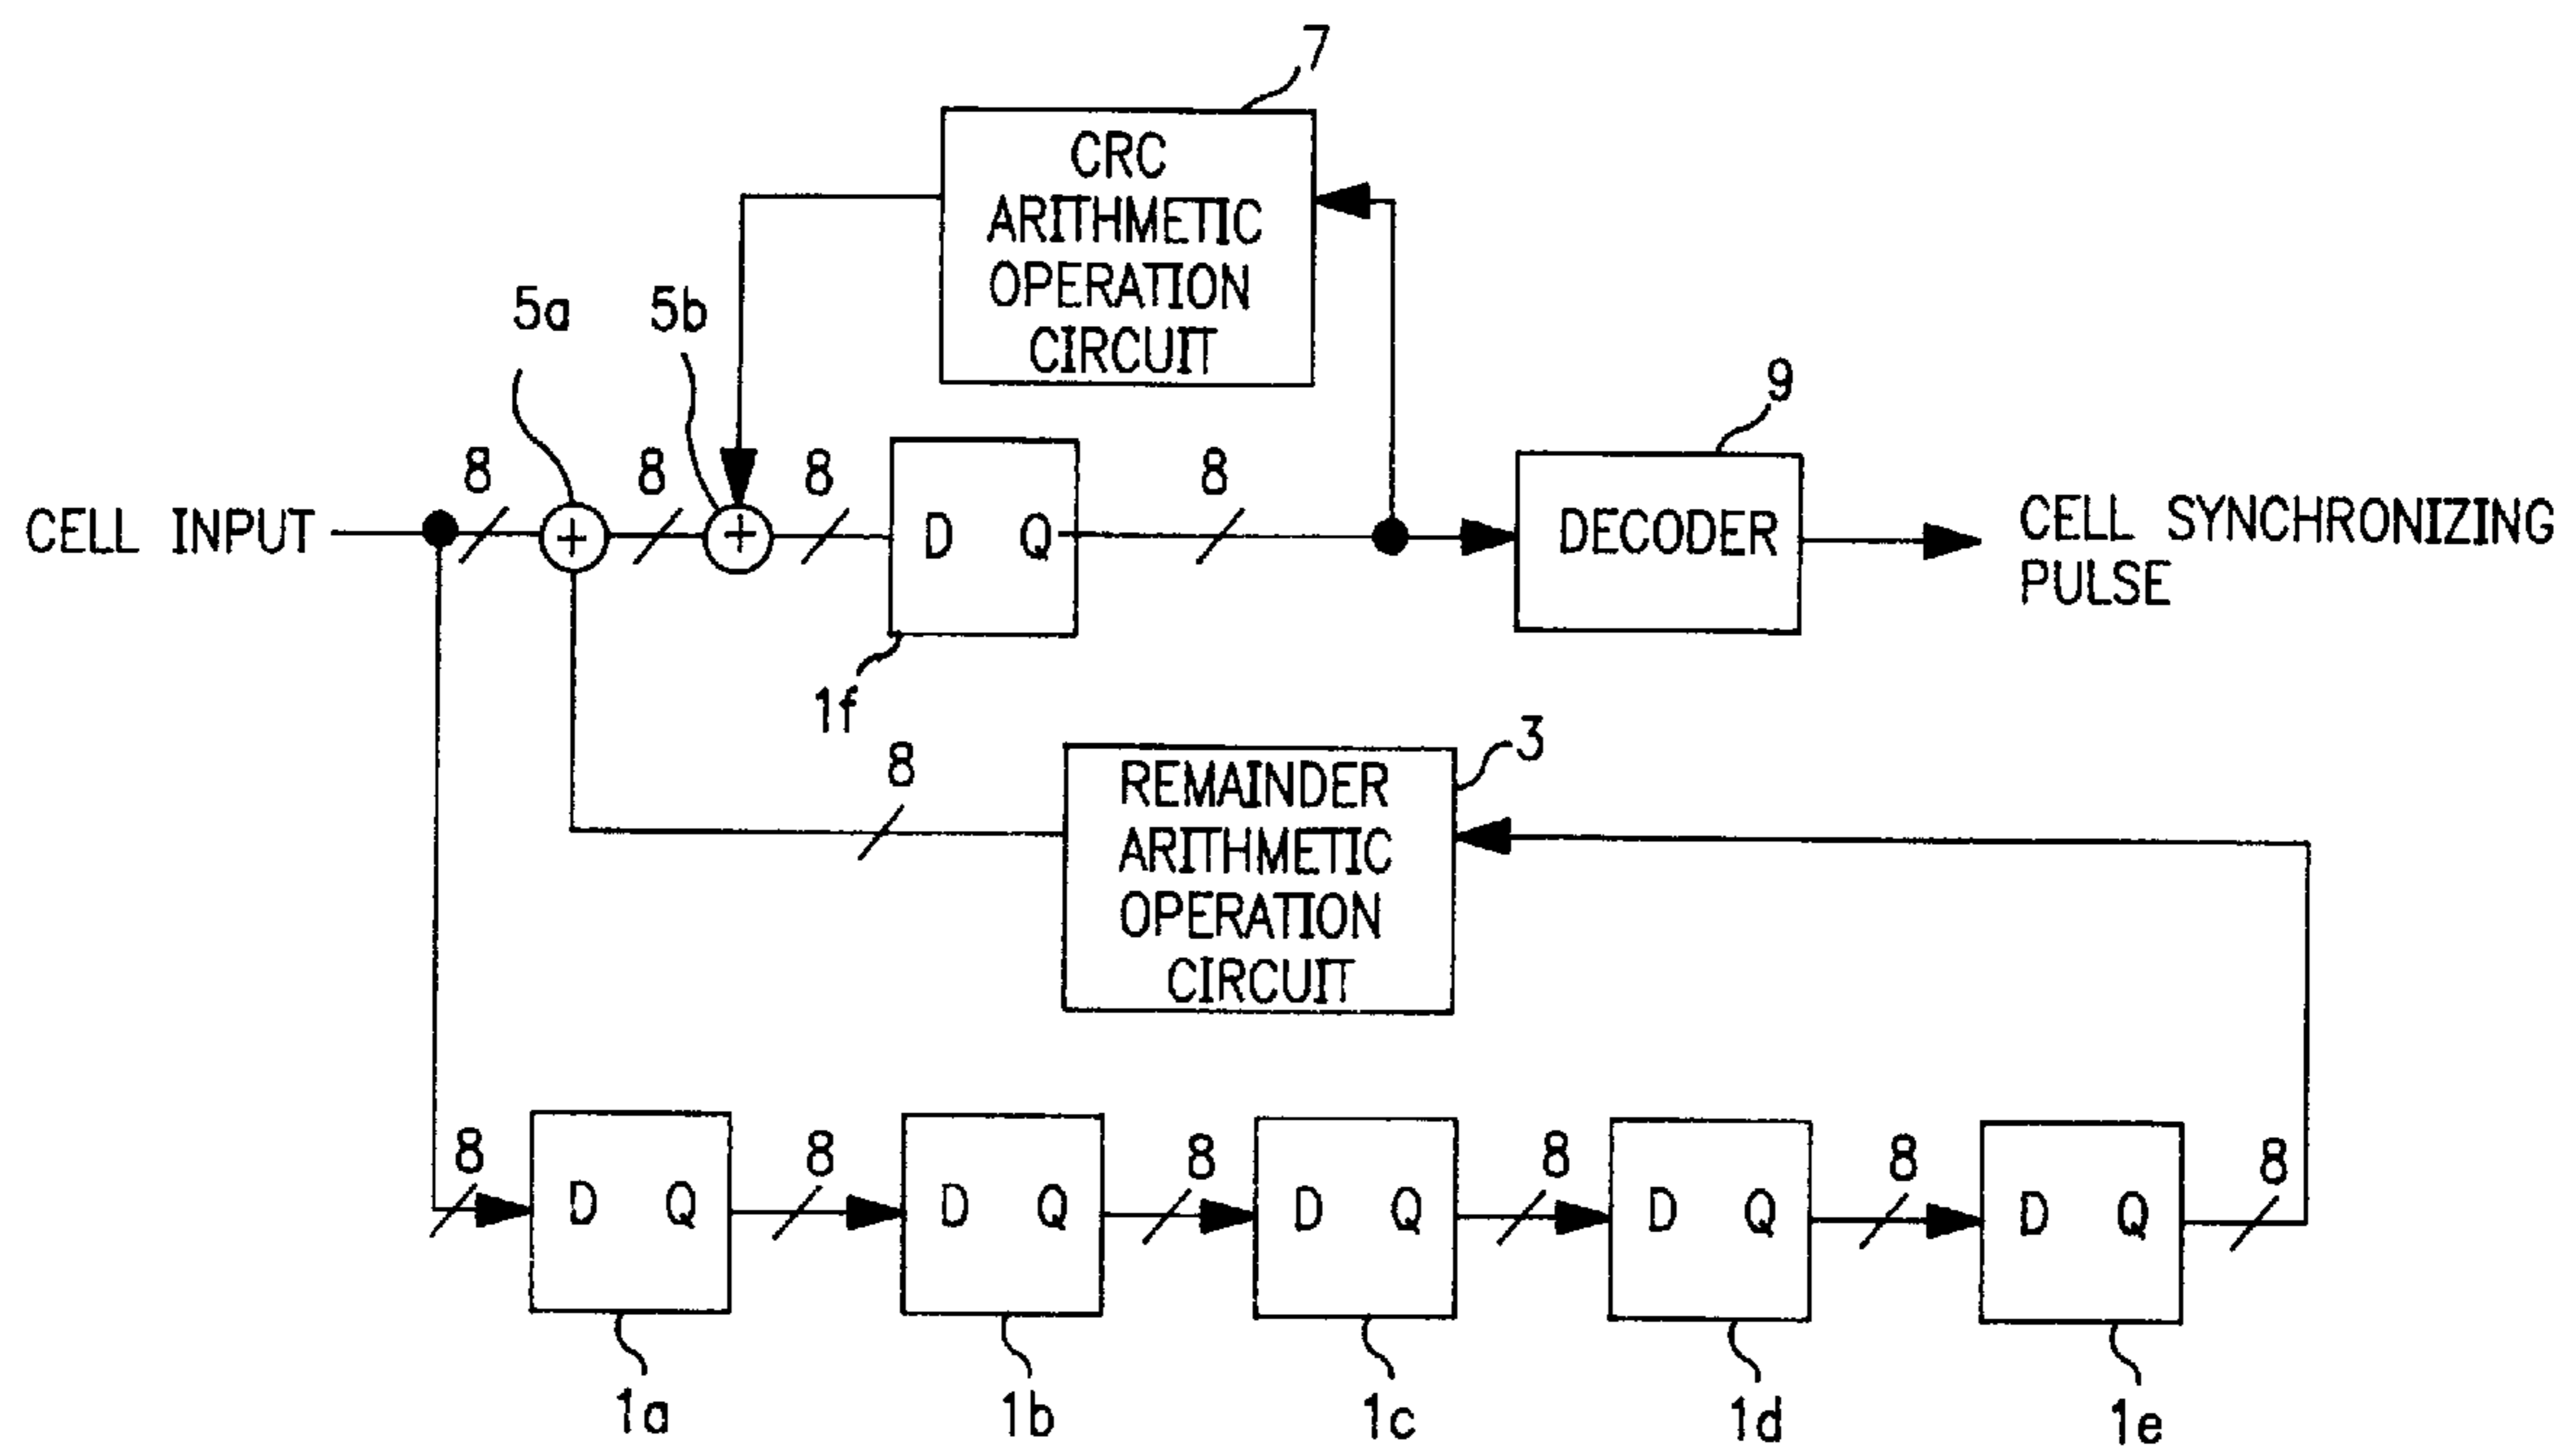 7
CRC
ARITHMETIC
OPERATION
CIRCUIT
5a
5b
9
8
8
8
8
CELL INPUT
+
+
D Q
DECODER
CELL SYNCHRONIZING
PULSE
1f
8
3
REMAINDER
ARITHMETIC
OPERATION
CIRCUIT
8
8
8
8
8
8
D Q
D Q
D Q
D Q
D Q
1a
1b
1c
1d
1e